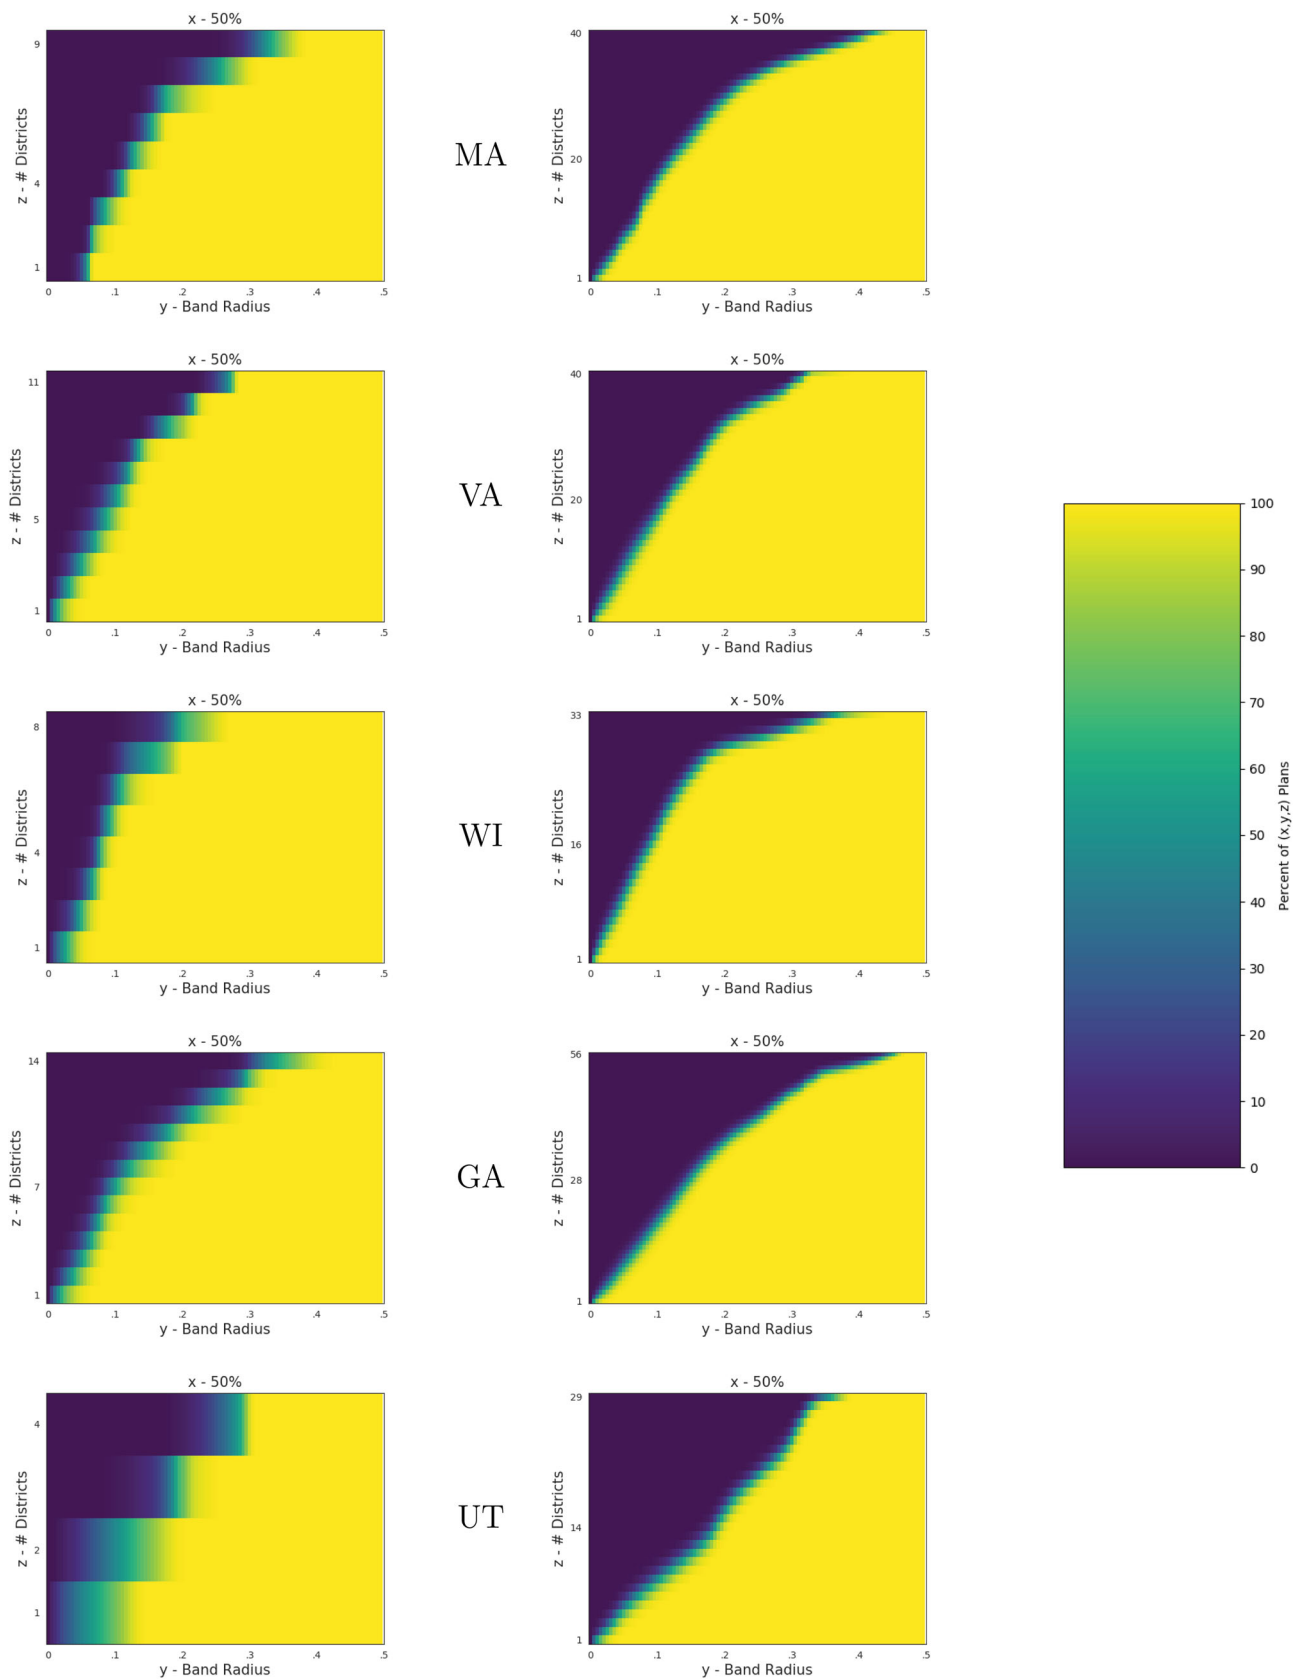 x - 50%
z - # Districts
9
4
1
0 .1 .2 .3 .4 .5
y - Band Radius
MA
x - 50%
z - # Districts
40
20
1
0 .1 .2 .3 .4 .5
y - Band Radius
x - 50%
z - # Districts
11
5
1
0 .1 .2 .3 .4 .5
y - Band Radius
VA
x - 50%
z - # Districts
40
20
1
0 .1 .2 .3 .4 .5
y - Band Radius
x - 50%
z - # Districts
8
4
1
0 .1 .2 .3 .4 .5
y - Band Radius
WI
x - 50%
z - # Districts
33
16
1
0 .1 .2 .3 .4 .5
y - Band Radius
x - 50%
z - # Districts
14
7
1
0 .1 .2 .3 .4 .5
y - Band Radius
GA
x - 50%
z - # Districts
56
28
1
0 .1 .2 .3 .4 .5
y - Band Radius
x - 50%
z - # Districts
4
2
1
0 .1 .2 .3 .4 .5
y - Band Radius
UT
x - 50%
z - # Districts
29
14
1
0 .1 .2 .3 .4 .5
y - Band Radius
100
90
80
70
60
50
40
30
20
10
0
Percent of (x,y,z) Plans